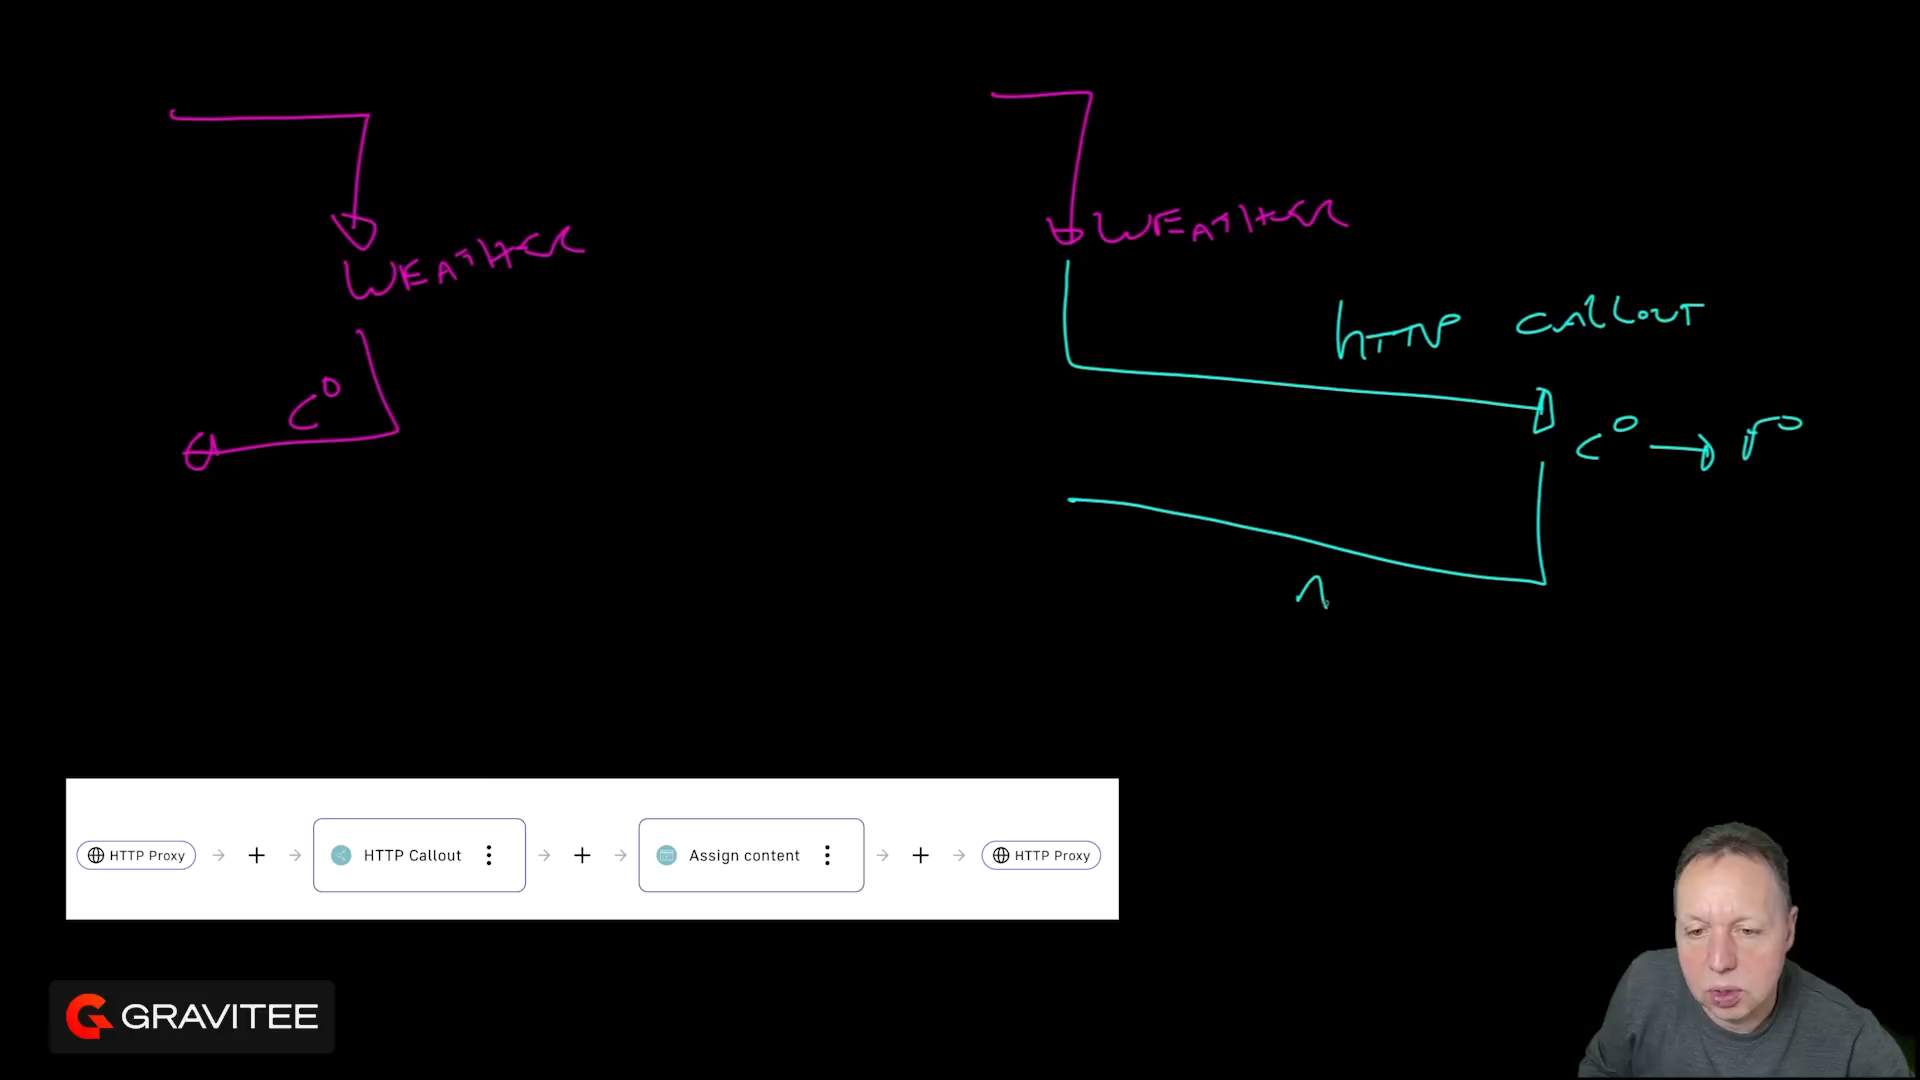 WEATHER
C°
WEATHER
HTTP CALLOUT
C° → F°
HTTP Proxy → + → HTTP Callout → + → Assign content → + → HTTP Proxy
GRAVITEE